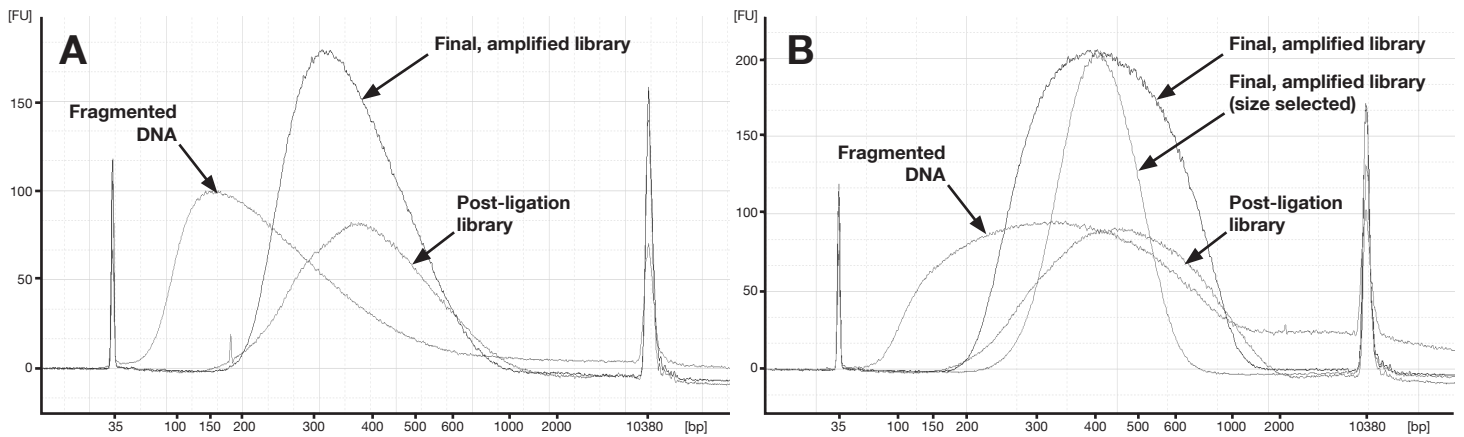 [FU]
A
Final, amplified library
Fragmented
DNA
Post-ligation
library
150
100
50
0
35 100 150 200 300 400 500 600 1000 2000 10380 [bp]
[FU]
B
Final, amplified library
Final, amplified library
(size selected)
Fragmented
DNA
Post-ligation
library
200
150
100
50
0
35 100 150 200 300 400 500 600 1000 2000 10380 [bp]